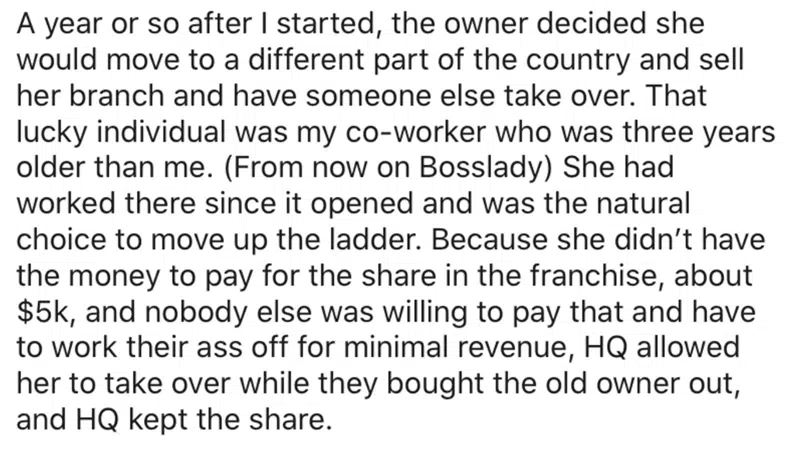 A year or so after I started, the owner decided she
would move to a different part of the country and sell
her branch and have someone else take over. That
lucky individual was my co-worker who was three years
older than me. (From now on Bosslady) She had
worked there since it opened and was the natural
choice to move up the ladder. Because she didn’t have
the money to pay for the share in the franchise, about
$5k, and nobody else was willing to pay that and have
to work their ass off for minimal revenue, HQ allowed
her to take over while they bought the old owner out,
and HQ kept the share.